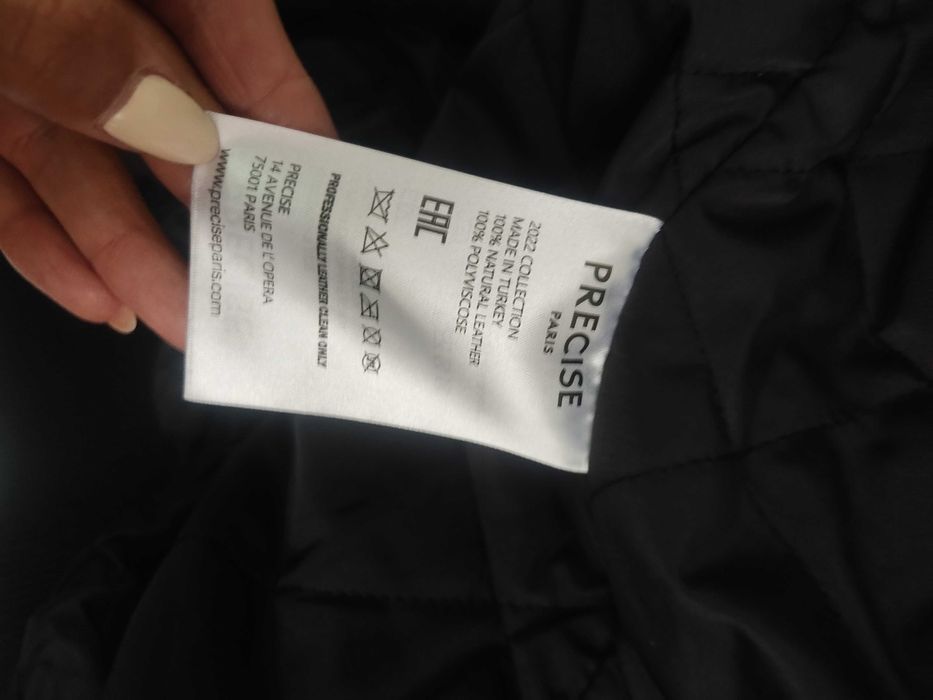 PRECISE
PARIS
2022 COLLECTION
MADE IN TURKEY
100% NATURAL LEATHER
100% POLYVISCOSE
EAC
PROFESSIONALLY LEATHER CLEAN ONLY
PRECISE
14 AVENUE DE L'OPERA
75001 PARIS
www.preciseparis.com